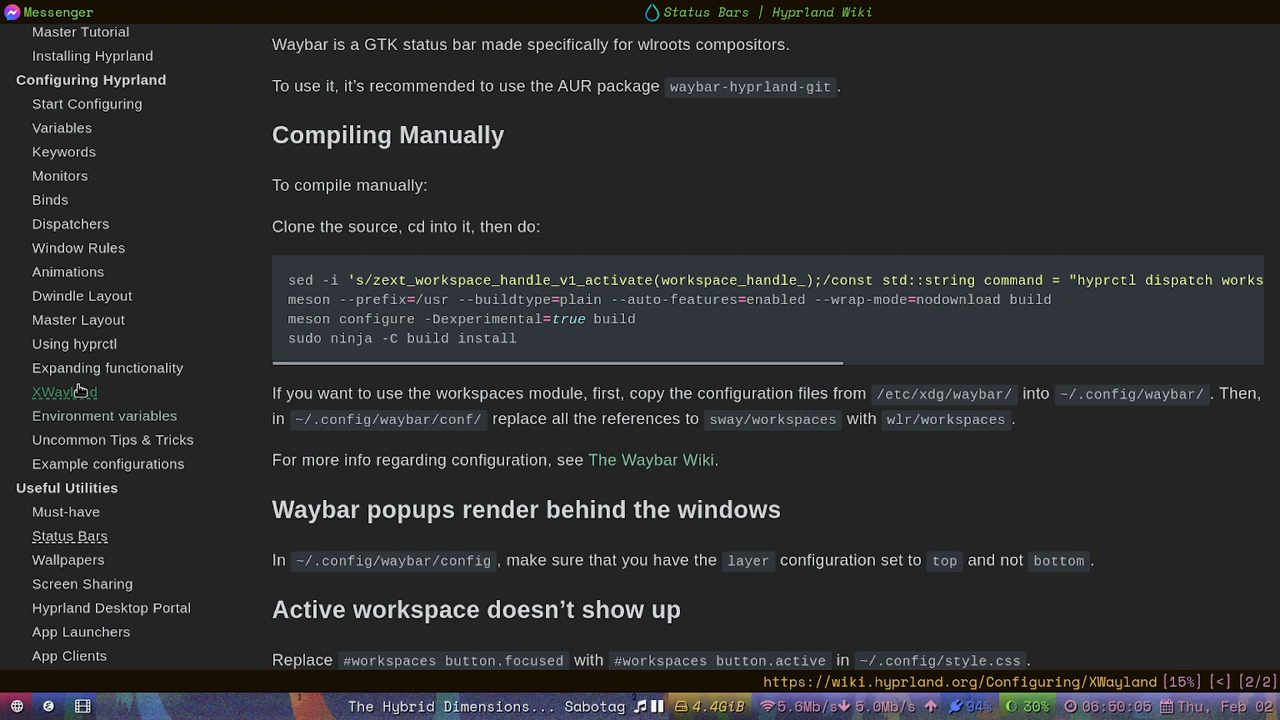 Messenger
Status Bars | Hyprland Wiki
Master Tutorial
Installing Hyprland
Configuring Hyprland
Start Configuring
Variables
Keywords
Monitors
Binds
Dispatchers
Window Rules
Animations
Dwindle Layout
Master Layout
Using hyprctl
Expanding functionality
XWayland
Environment variables
Uncommon Tips & Tricks
Example configurations
Useful Utilities
Must-have
Status Bars
Wallpapers
Screen Sharing
Hyprland Desktop Portal
App Launchers
App Clients
Waybar is a GTK status bar made specifically for wlroots compositors.
To use it, it's recommended to use the AUR package waybar-hyprland-git.
Compiling Manually
To compile manually:
Clone the source, cd into it, then do:
sed -i 's/zext_workspace_handle_v1_activate(workspace_handle_);/const std::string command = "hyprctl dispatch works
meson --prefix=/usr --buildtype=plain --auto-features=enabled --wrap-mode=nodownload build
meson configure -Dexperimental=true build
sudo ninja -C build install
If you want to use the workspaces module, first, copy the configuration files from /etc/xdg/waybar/ into ~/.config/waybar/. Then,
in ~/.config/waybar/conf/ replace all the references to sway/workspaces with wlr/workspaces.
For more info regarding configuration, see The Waybar Wiki.
Waybar popups render behind the windows
In ~/.config/waybar/config, make sure that you have the layer configuration set to top and not bottom.
Active workspace doesn't show up
Replace #workspaces button.focused with #workspaces button.active in ~/.config/style.css.
https://wiki.hyprland.org/Configuring/XWayland [15%] [<] [2/2]
1 2
The Hybrid Dimensions... Sabotag 4.4GiB 5.6Mb/s 5.0Mb/s 94% 30% 06:50:05 Thu, Feb 02